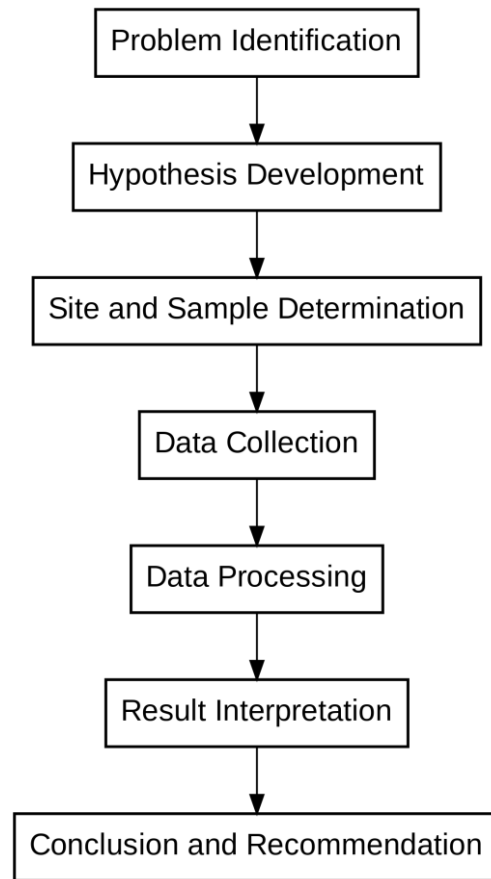 Problem Identification
Hypothesis Development
Site and Sample Determination
Data Collection
Data Processing
Result Interpretation
Conclusion and Recommendation